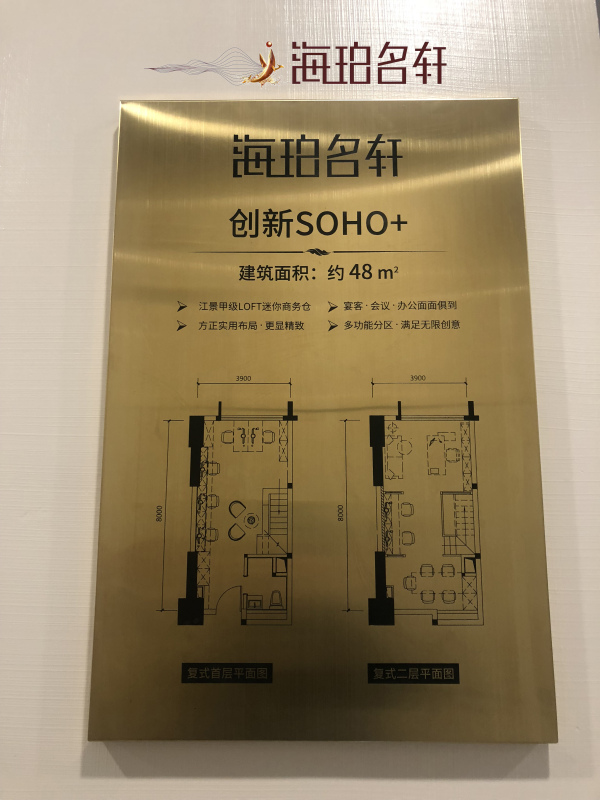 海珀名轩
海珀名轩
创新SOHO+
建筑面积：约 48 m²
江景甲级LOFT迷你商务仓
宴客·会议·办公面面俱到
方正实用布局·更显精致
多功能分区·满足无限创意
3900
3900
8000
8000
复式首层平面图
复式二层平面图